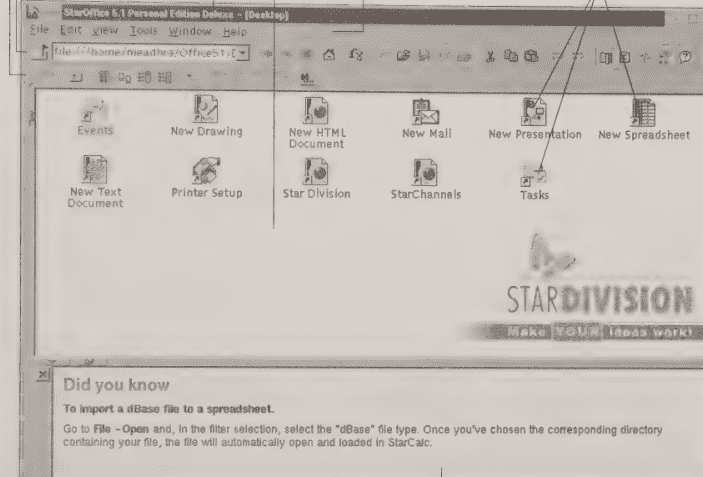 StarOffice 5.1 Personal Edition Deluxe - [Desktop]
File Edit View Tools Window Help
file:///home/meadhra/Office51/D
Events
New Drawing
New HTML
Document
New Mail
New Presentation
New Spreadsheet
New Text
Document
Printer Setup
Star Division
StarChannels
Tasks
STARDIVISION
Make YOUR ideas work!
Did you know
To import a dBase file to a spreadsheet.
Go to File - Open and, in the filter selection, select the "dBase" file type. Once you've chosen the corresponding directory
containing your file, the file will automatically open and loaded in StarCalc.